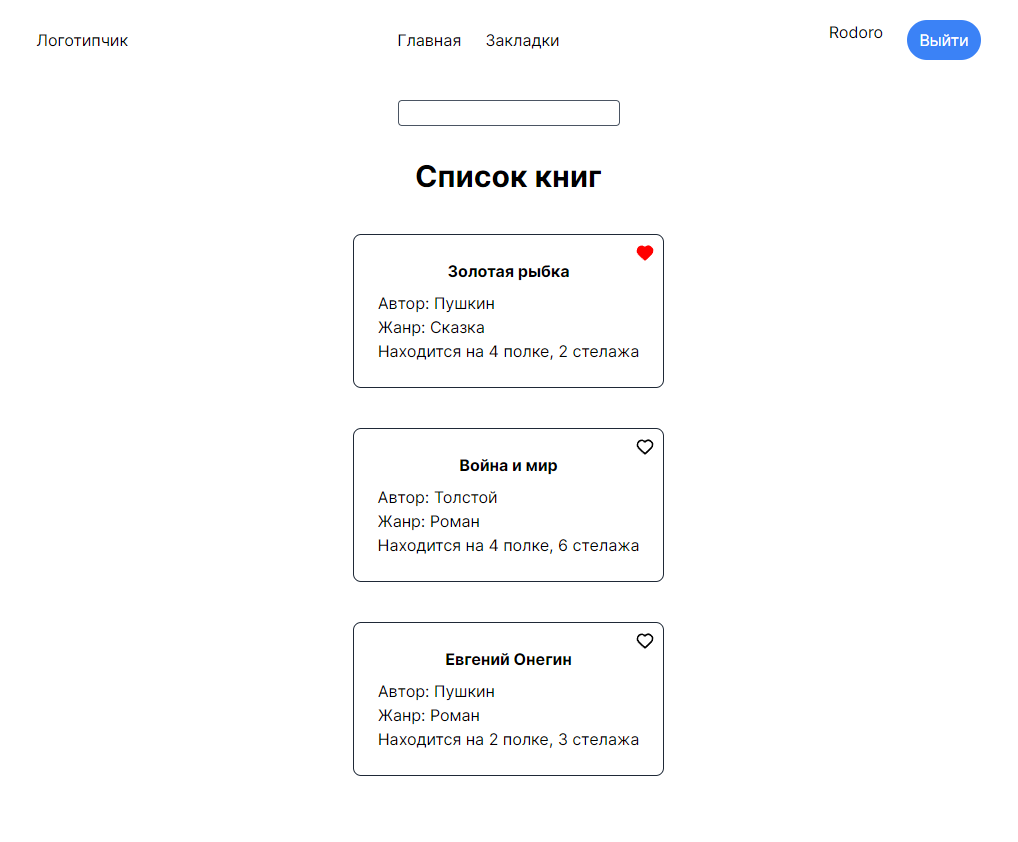 Логотипчик
Главная
Закладки
Rodoro
Выйти
Список книг
Золотая рыбка
Автор: Пушкин
Жанр: Сказка
Находится на 4 полке, 2 стелажа
Война и мир
Автор: Толстой
Жанр: Роман
Находится на 4 полке, 6 стелажа
Евгений Онегин
Автор: Пушкин
Жанр: Роман
Находится на 2 полке, 3 стелажа